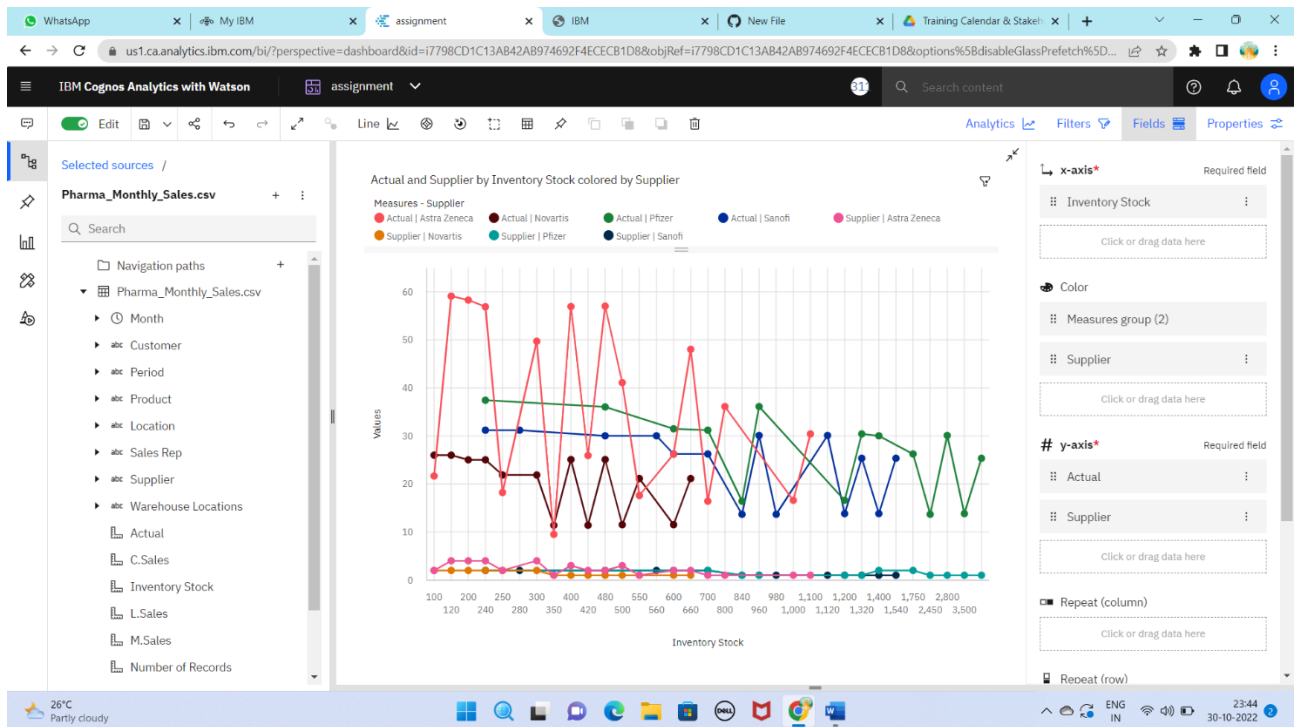 WhatsApp
My IBM
assignment
IBM
New File
Training Calendar & Stakeh
us1.ca.analytics.ibm.com/bi/?perspective=dashboard&id=i7798CD1C13AB42AB974692F4ECECB1D8&objRef=i7798CD1C13AB42AB974692F4ECECB1D8&options%5BdisableGlassPrefetch%5D...
IBM Cognos Analytics with Watson
assignment
311
Search content
Edit
Line
Analytics
Filters
Fields
Properties
Selected sources /
Pharma_Monthly_Sales.csv
Search
Navigation paths
Pharma_Monthly_Sales.csv
Month
abc Customer
abc Period
abc Product
abc Location
abc Sales Rep
abc Supplier
abc Warehouse Locations
Actual
C.Sales
Inventory Stock
L.Sales
M.Sales
Number of Records
Actual and Supplier by Inventory Stock colored by Supplier
Measures - Supplier
Actual | Astra Zeneca Actual | Novartis Actual | Pfizer Actual | Sanofi Supplier | Astra Zeneca
Supplier | Novartis Supplier | Pfizer Supplier | Sanofi
60
50
40
30
20
10
0
Values
100 200 250 300 400 480 550 600 700 840 980 1,100 1,200 1,400 1,750 2,800
120 240 280 350 420 500 560 660 800 960 1,000 1,120 1,320 1,540 2,450 3,500
Inventory Stock
x-axis* Required field
Inventory Stock
Click or drag data here
Color
Measures group (2)
Supplier
Click or drag data here
# y-axis* Required field
Actual
Supplier
Click or drag data here
Repeat (column)
Click or drag data here
Repeat (row)
26°C
Partly cloudy
DELL
W
ENG
IN
23:44
30-10-2022
2